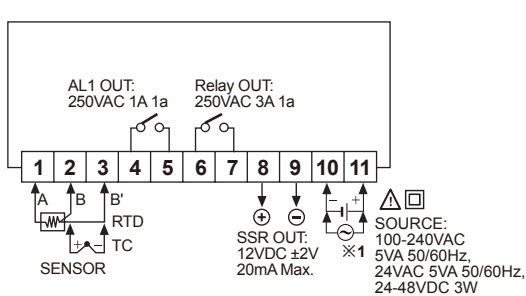 AL1 OUT:
250VAC 1A 1a
Relay OUT:
250VAC 3A 1a
1 2 3 4 5 6 7 8 9 10 11
A B B'
RTD
+ - TC
SENSOR
+ -
SSR OUT:
12VDC ±2V
20mA Max.
- +
※1
SOURCE:
100-240VAC
5VA 50/60Hz,
24VAC 5VA 50/60Hz,
24-48VDC 3W